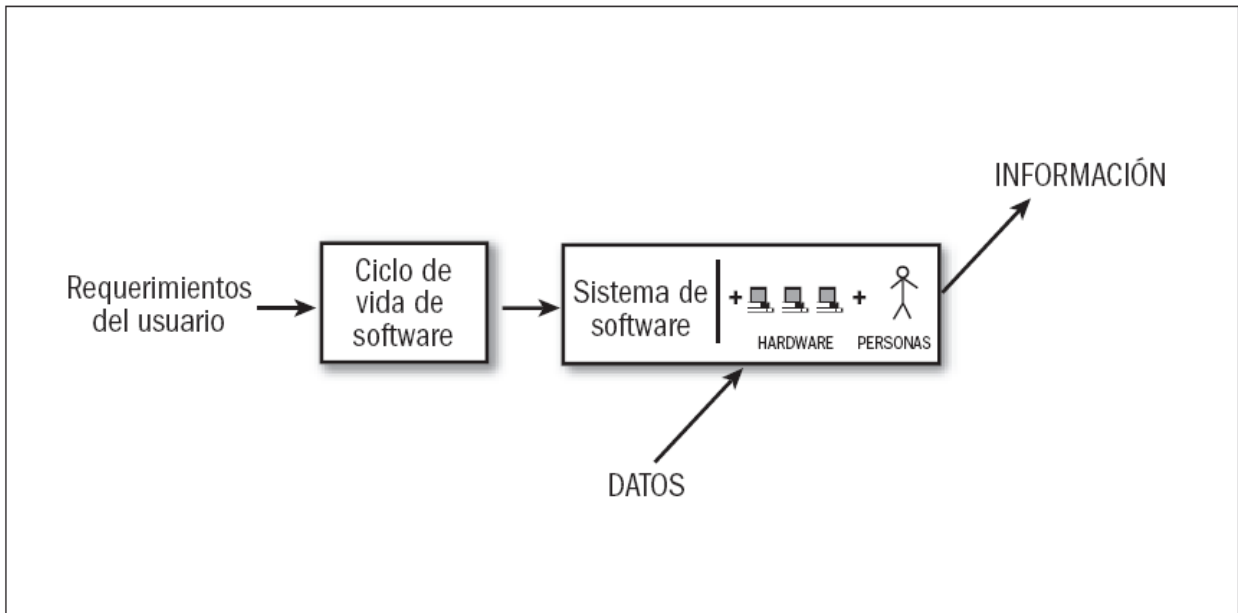 INFORMACIÓN
Requerimientos
del usuario
Ciclo de
vida de
software
Sistema de
software
+ +
HARDWARE PERSONAS
DATOS